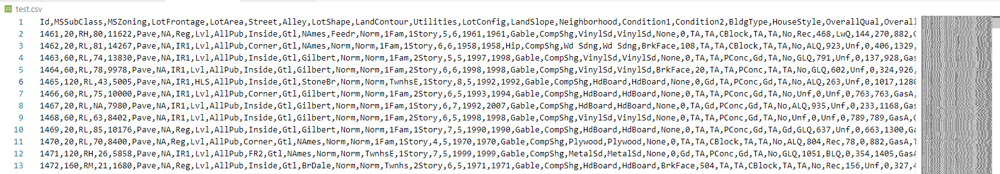 test.csv
1 Id,MSSubClass,MSZoning,LotFrontage,LotArea,Street,Alley,LotShape,LandContour,Utilities,LotConfig,LandSlope,Neighborhood,Condition1,Condition2,BldgType,HouseStyle,OverallQual,Overall
2 1461,20,RH,80,11622,Pave,NA,Reg,Lvl,AllPub,Inside,Gtl,NAmes,Feedr,Norm,1Fam,1Story,5,6,1961,1961,Gable,CompShg,VinylSd,VinylSd,None,0,TA,TA,CBlock,TA,TA,No,Rec,468,LwQ,144,270,882,G
3 1462,20,RL,81,14267,Pave,NA,IR1,Lvl,AllPub,Corner,Gtl,NAmes,Norm,Norm,1Fam,1Story,6,6,1958,1958,Hip,CompShg,Wd Sdng,Wd Sdng,BrkFace,108,TA,TA,CBlock,TA,TA,No,ALQ,923,Unf,0,406,1329,
4 1463,60,RL,74,13830,Pave,NA,IR1,Lvl,AllPub,Inside,Gtl,Gilbert,Norm,Norm,1Fam,2Story,5,5,1997,1998,Gable,CompShg,VinylSd,VinylSd,None,0,TA,TA,PConc,Gd,TA,No,GLQ,791,Unf,0,137,928,Gas
5 1464,60,RL,78,9978,Pave,NA,IR1,Lvl,AllPub,Inside,Gtl,Gilbert,Norm,Norm,1Fam,2Story,6,6,1998,1998,Gable,CompShg,VinylSd,VinylSd,BrkFace,20,TA,TA,PConc,TA,TA,No,GLQ,602,Unf,0,324,926,
6 1465,120,RL,43,5005,Pave,NA,IR1,HLS,AllPub,Inside,Gtl,StoneBr,Norm,Norm,TwnhsE,1Story,8,5,1992,1992,Gable,CompShg,HdBoard,HdBoard,None,0,Gd,TA,PConc,Gd,TA,No,ALQ,263,Unf,0,1017,1280
7 1466,60,RL,75,10000,Pave,NA,IR1,Lvl,AllPub,Corner,Gtl,Gilbert,Norm,Norm,1Fam,2Story,6,5,1993,1994,Gable,CompShg,HdBoard,HdBoard,None,0,TA,TA,PConc,Gd,TA,No,Unf,0,Unf,0,763,763,GasA,
8 1467,20,RL,NA,7980,Pave,NA,IR1,Lvl,AllPub,Inside,Gtl,Gilbert,Norm,Norm,1Fam,1Story,6,7,1992,2007,Gable,CompShg,HdBoard,HdBoard,None,0,TA,Gd,PConc,Gd,TA,No,ALQ,935,Unf,0,233,1168,Gas
9 1468,60,RL,63,8402,Pave,NA,IR1,Lvl,AllPub,Inside,Gtl,Gilbert,Norm,Norm,1Fam,2Story,6,5,1998,1998,Gable,CompShg,VinylSd,VinylSd,None,0,TA,TA,PConc,Gd,TA,No,Unf,0,Unf,0,789,789,GasA,
10 1469,20,RL,85,10176,Pave,NA,Reg,Lvl,AllPub,Inside,Gtl,Gilbert,Norm,Norm,1Fam,1Story,7,5,1990,1990,Gable,CompShg,HdBoard,HdBoard,None,0,TA,TA,PConc,Gd,TA,Gd,GLQ,637,Unf,0,663,1300,Ga
11 1470,20,RL,70,8400,Pave,NA,Reg,Lvl,AllPub,Corner,Gtl,NAmes,Norm,Norm,1Fam,1Story,4,5,1970,1970,Gable,CompShg,Plywood,Plywood,None,0,TA,TA,CBlock,TA,TA,No,ALQ,804,Rec,78,0,882,GasA,
12 1471,120,RH,26,5858,Pave,NA,IR1,Lvl,AllPub,FR2,Gtl,NAmes,Norm,Norm,TwnhsE,1Story,7,5,1999,1999,Gable,CompShg,MetalSd,MetalSd,None,0,Gd,TA,PConc,Gd,TA,No,GLQ,1051,BLQ,0,354,1405,GasA
13 1472,160,RM,21,1680,Pave,NA,Reg,Lvl,AllPub,Inside,Gtl,BrDale,Norm,Norm,Twnhs,2Story,6,5,1971,1971,Gable,CompShg,HdBoard,HdBoard,BrkFace,504,TA,TA,CBlock,TA,TA,No,Rec,156,Unf,0,327,4